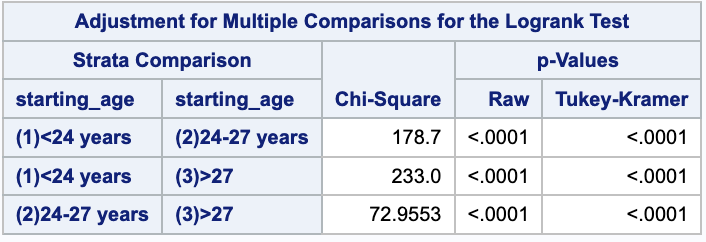 Adjustment for Multiple Comparisons for the Logrank Test
Strata Comparison Chi-Square p-Values
starting_age starting_age Raw Tukey-Kramer
(1)<24 years (2)24-27 years 178.7 <.0001 <.0001
(1)<24 years (3)>27 233.0 <.0001 <.0001
(2)24-27 years (3)>27 72.9553 <.0001 <.0001